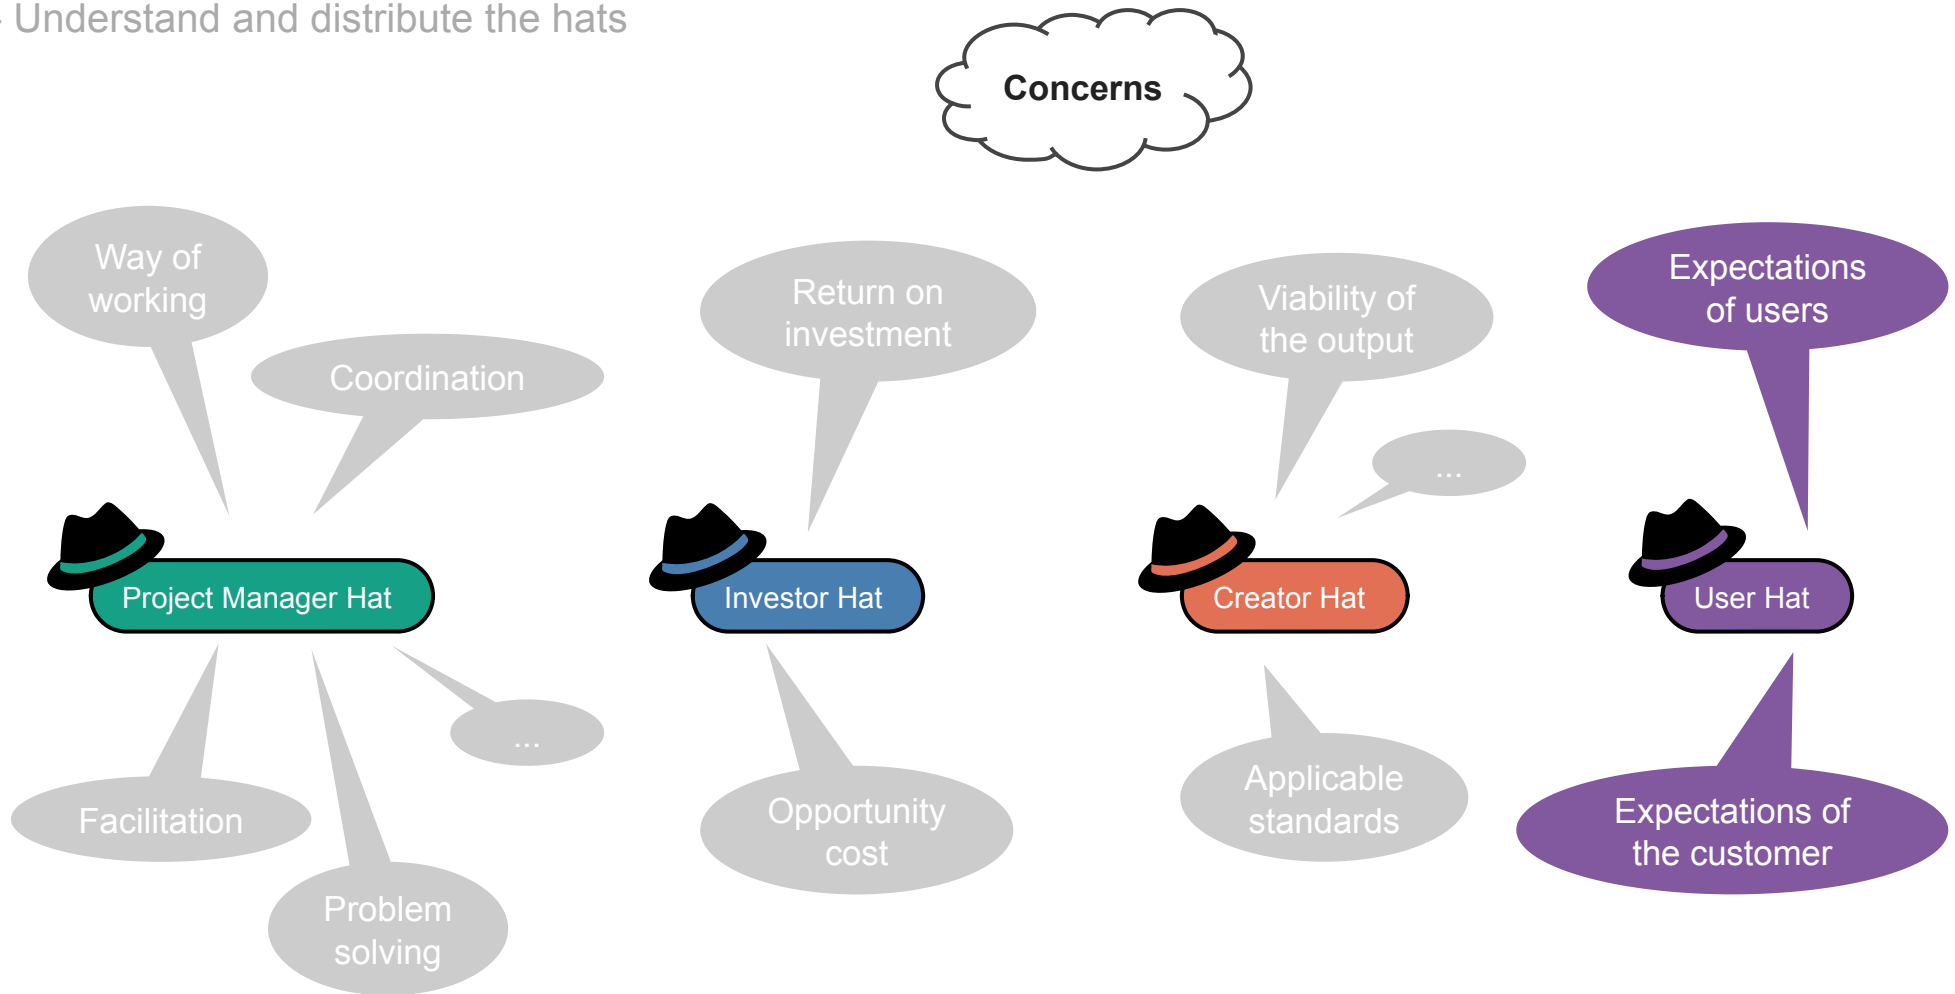 Understand and distribute the hats
Concerns
Way of
working
Coordination
Return on
investment
Viability of
the output
...
Expectations
of users
Project Manager Hat
Investor Hat
Creator Hat
User Hat
Facilitation
Problem
solving
...
Opportunity
cost
Applicable
standards
Expectations of
the customer